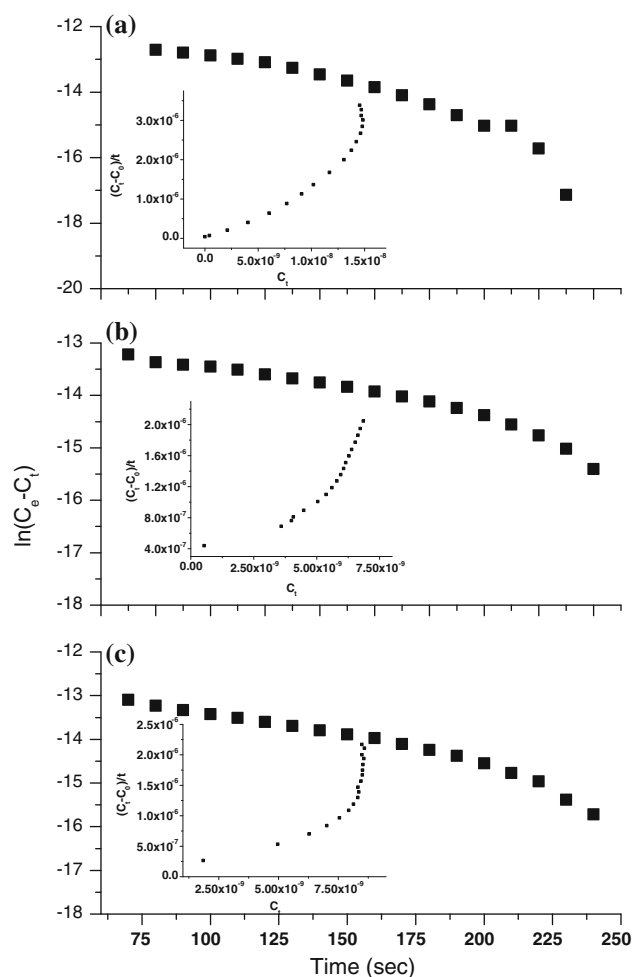 (a)
-12
-14
-16
-18
-20
(Cₜ-C₀)/t
3.0x10⁻⁶
2.0x10⁻⁶
1.0x10⁻⁶
0.0
0.0 5.0x10⁻⁹ 1.0x10⁻⁸ 1.5x10⁻⁸
Cₜ
(b)
-13
-14
-15
-16
-17
-18
ln(Cₑ-Cₜ)
(Cₜ-C₀)/t
2.0x10⁻⁶
1.6x10⁻⁶
1.2x10⁻⁶
8.0x10⁻⁷
4.0x10⁻⁷
2.50x10⁻⁹ 5.00x10⁻⁹ 7.50x10⁻⁹
Cₜ
(c)
-12
-13
-14
-15
-16
-17
-18
(Cₜ-C₀)/t
2.5x10⁻⁶
2.0x10⁻⁶
1.5x10⁻⁶
1.0x10⁻⁶
5.0x10⁻⁷
0.0
2.50x10⁻⁹ 5.00x10⁻⁹ 7.50x10⁻⁹
C
75 100 125 150 175 200 225 250
Time (sec)